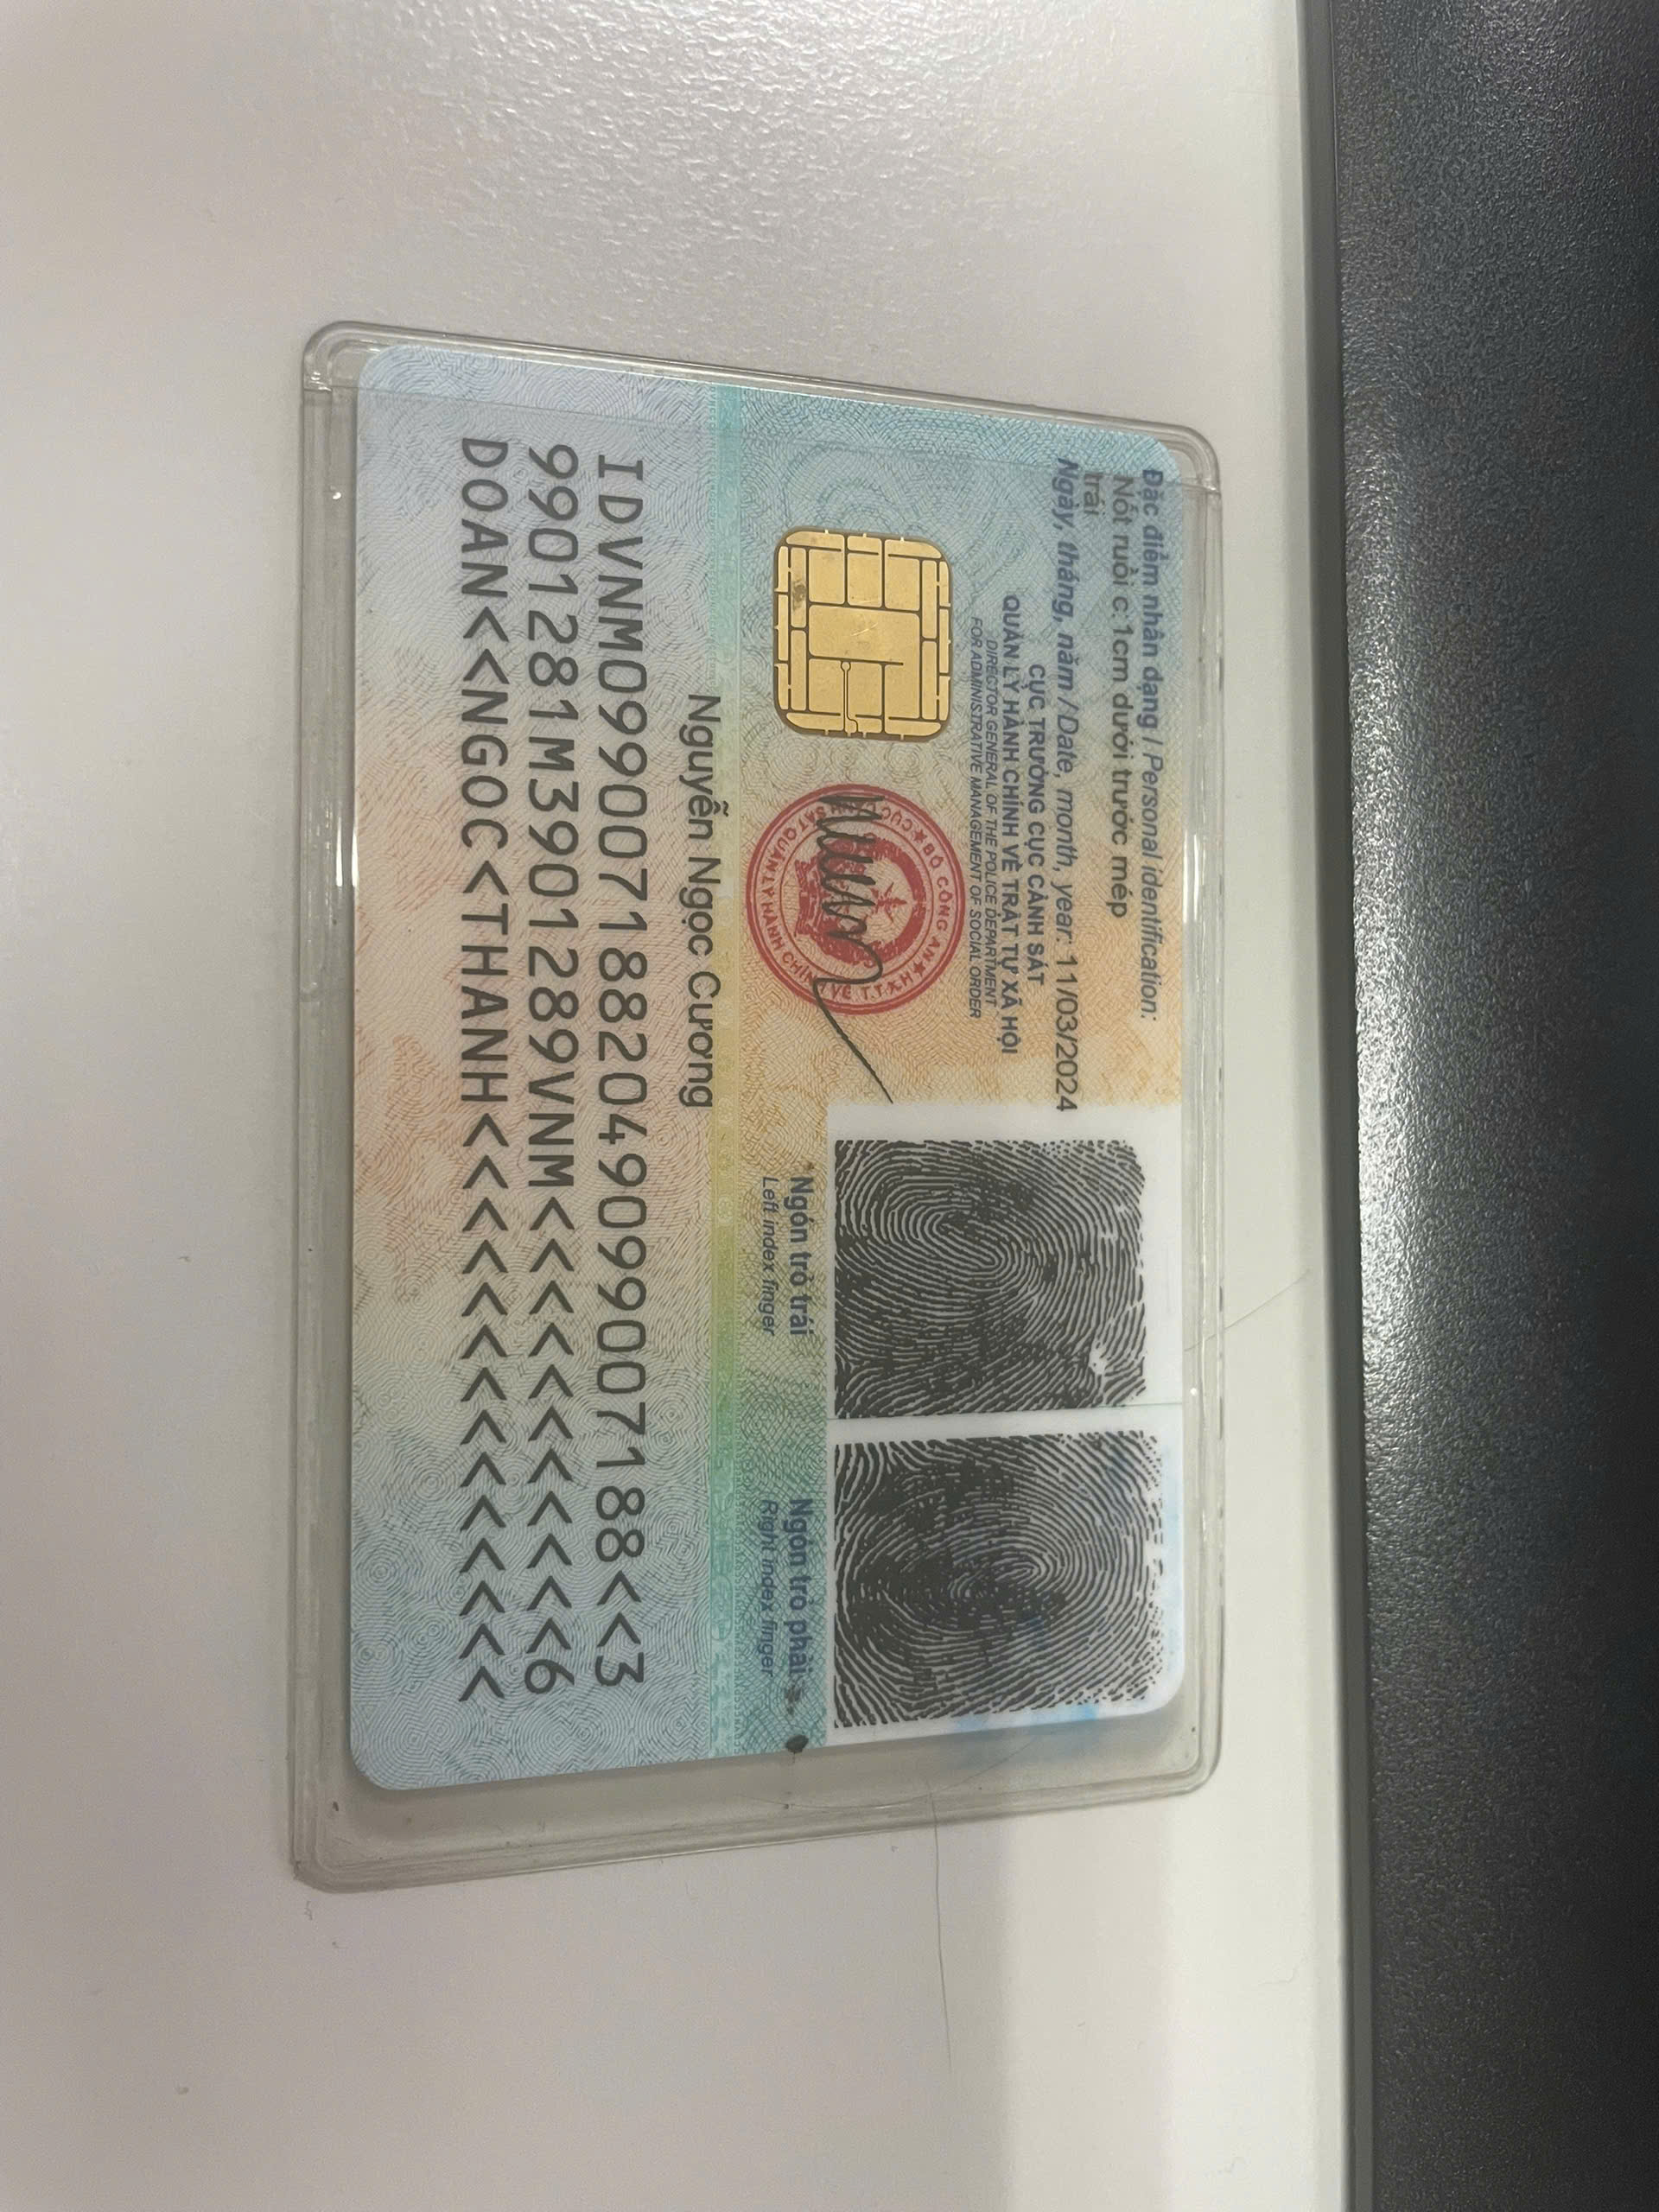 Đặc điểm nhân dạng / Personal identification:
Nốt ruồi c.1cm dưới trước mép
trái
Ngày, tháng, năm / Date, month, year: 11/03/2024
CỤC TRƯỞNG CỤC CẢNH SÁT
QUẢN LÝ HÀNH CHÍNH VỀ TRẬT TỰ XÃ HỘI
DIRECTOR GENERAL OF THE POLICE DEPARTMENT
FOR ADMINISTRATIVE MANAGEMENT OF SOCIAL ORDER
★ BỘ CÔNG AN ★
CỤC SÁT QUẢN LÝ HÀNH CHÍNH VỀ T.T.X.H
Ngón trỏ trái
Left index finger
Ngón trỏ phải
Right index finger
Nguyễn Ngọc Cương
IDVNM0990071882049099007188<<3
9901281M3901289VNM<<<<<<<<<<<6
DOAN<<NGOC<THANH<<<<<<<<<<<<<<